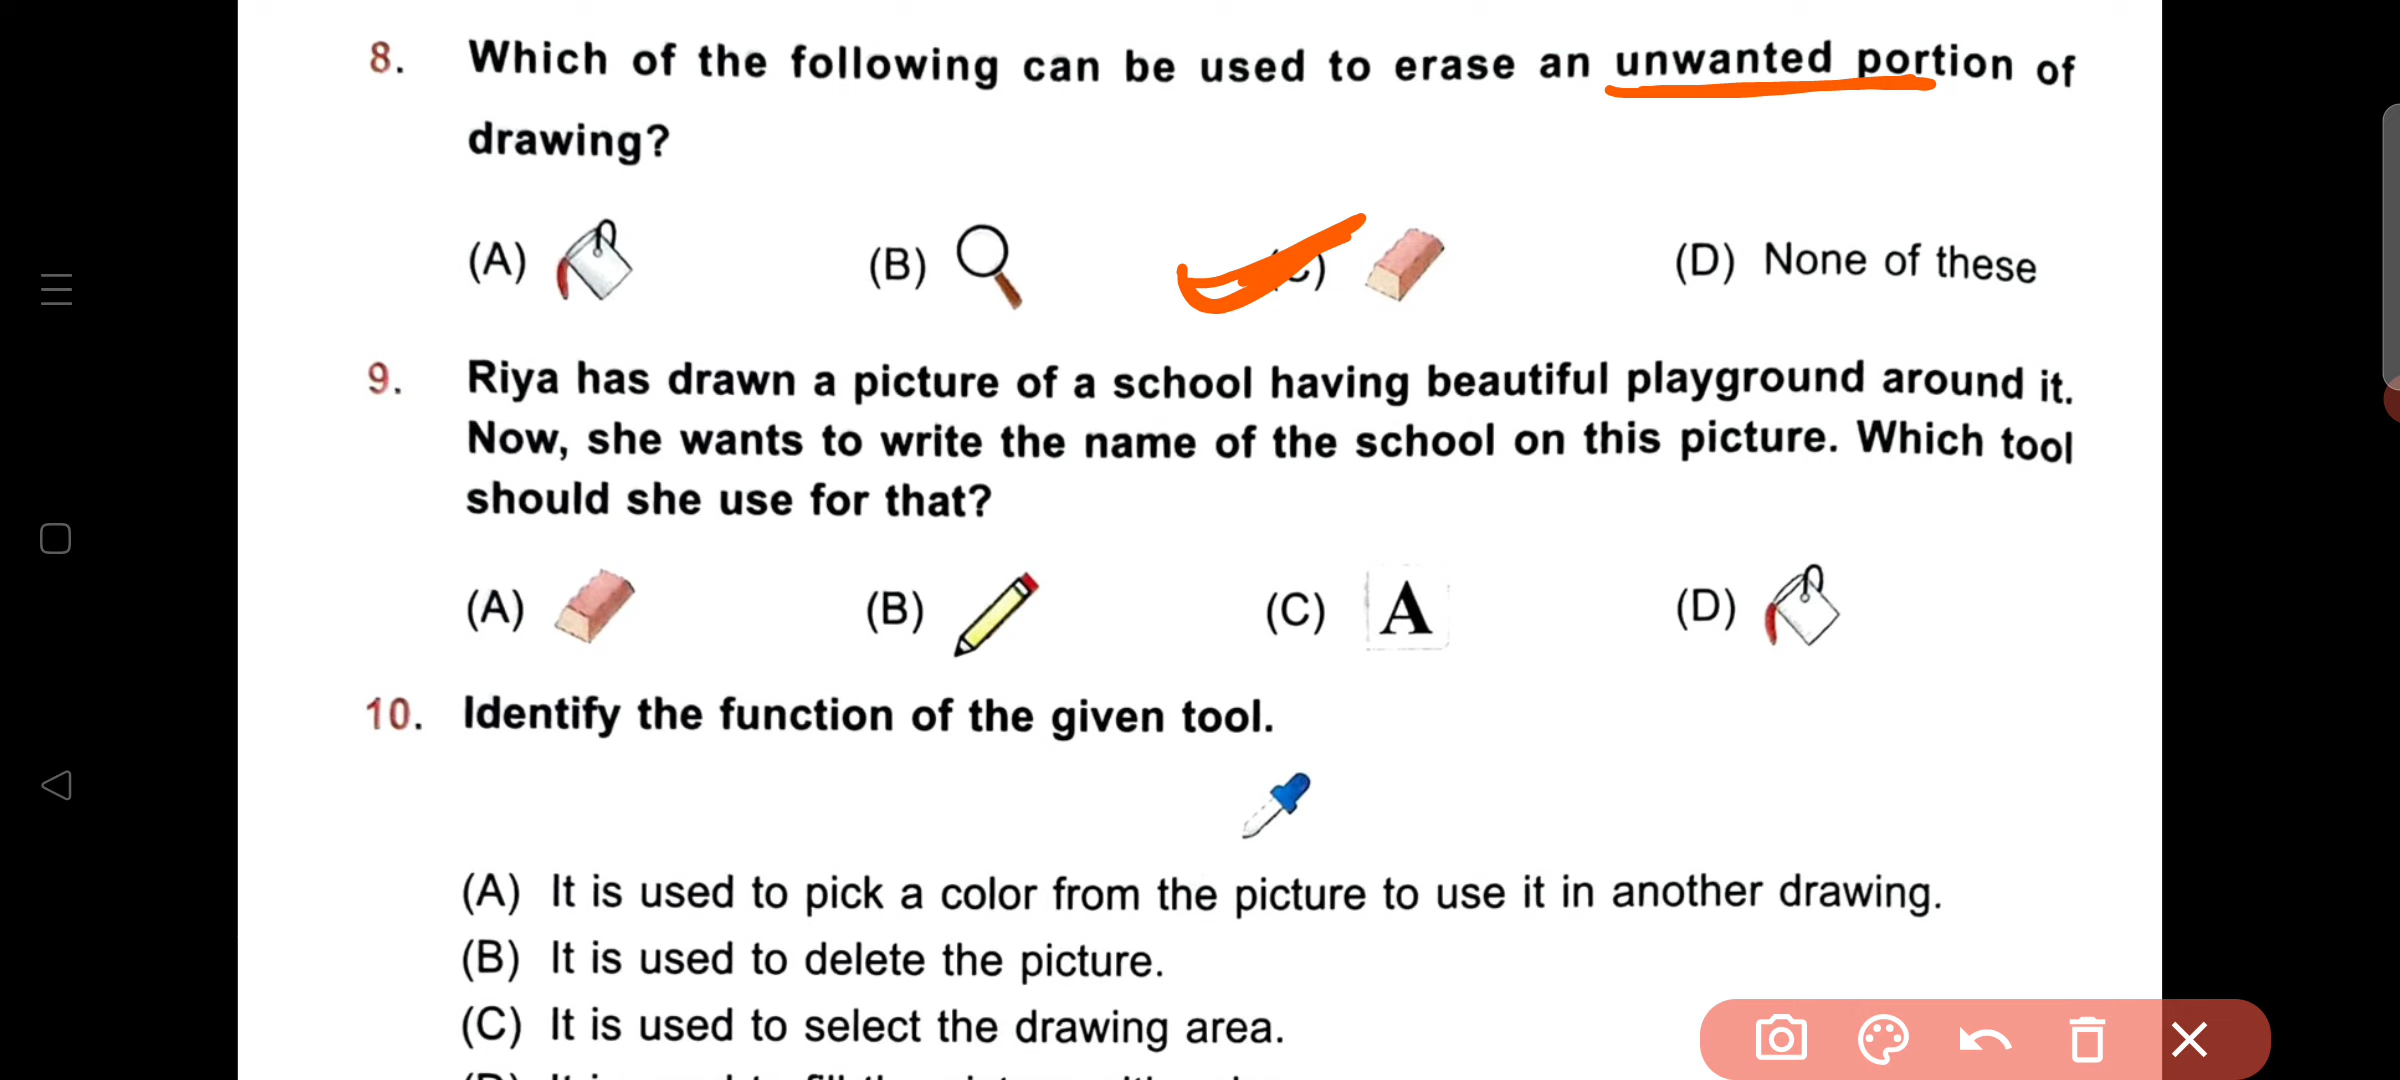 8. Which of the following can be used to erase an unwanted portion of
drawing?
(A) (B) (C) (D) None of these
9. Riya has drawn a picture of a school having beautiful playground around it.
Now, she wants to write the name of the school on this picture. Which tool
should she use for that?
(A) (B) (C) A (D)
10. Identify the function of the given tool.
(A) It is used to pick a color from the picture to use it in another drawing.
(B) It is used to delete the picture.
(C) It is used to select the drawing area.